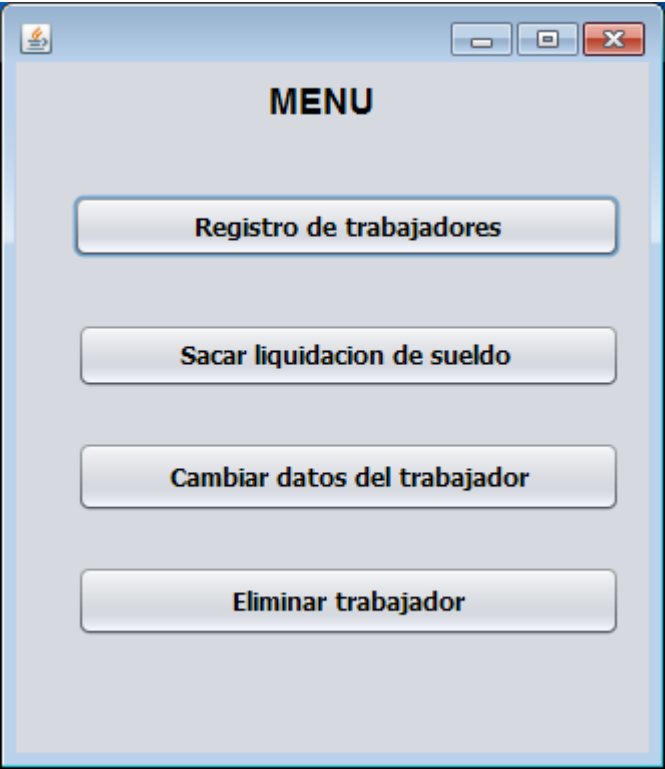 MENU
Registro de trabajadores
Sacar liquidacion de sueldo
Cambiar datos del trabajador
Eliminar trabajador